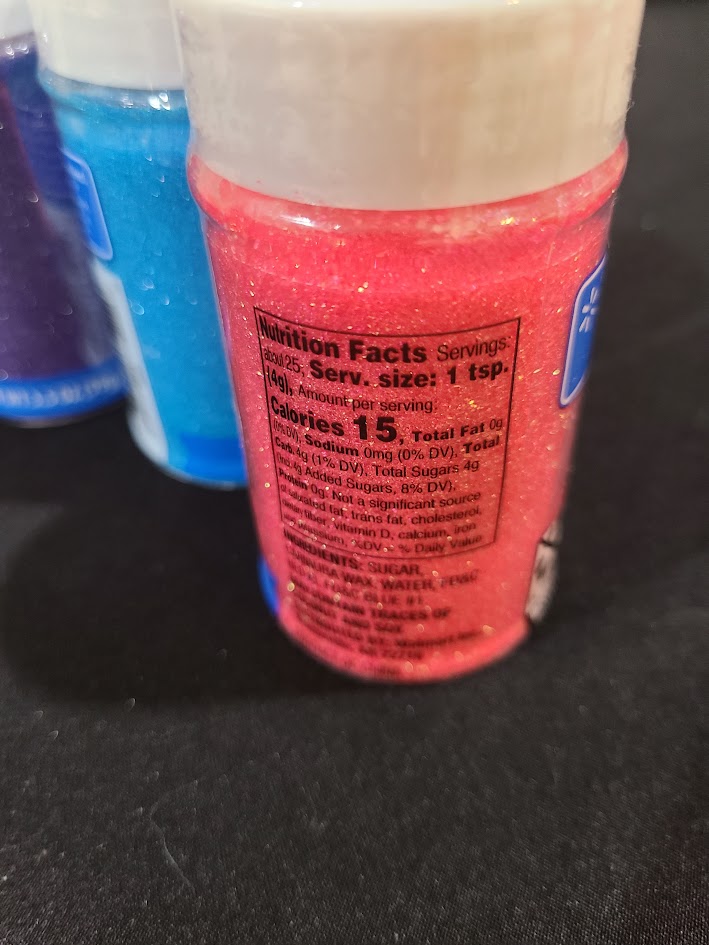 Nutrition Facts Servings:
about 25, Serv. size: 1 tsp.
(4g), Amount per serving:
Calories 15, Total Fat 0g
(0% DV), Sodium 0mg (0% DV), Total
Carb. 4g (1% DV), Total Sugars 4g
(Incl. 4g Added Sugars, 8% DV),
Protein 0g. Not a significant source
of saturated fat, trans fat, cholesterol,
fiber, vitamin D, calcium, iron
%DV = % Daily Value
INGREDIENTS: SUGAR,
WAX, WATER,
BLUE #1
TRACES OF